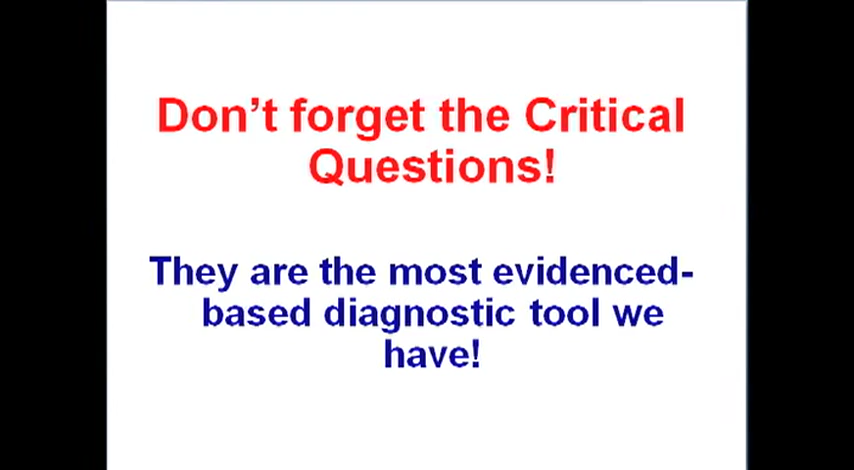 Don't forget the Critical
Questions!
They are the most evidenced-
based diagnostic tool we
have!